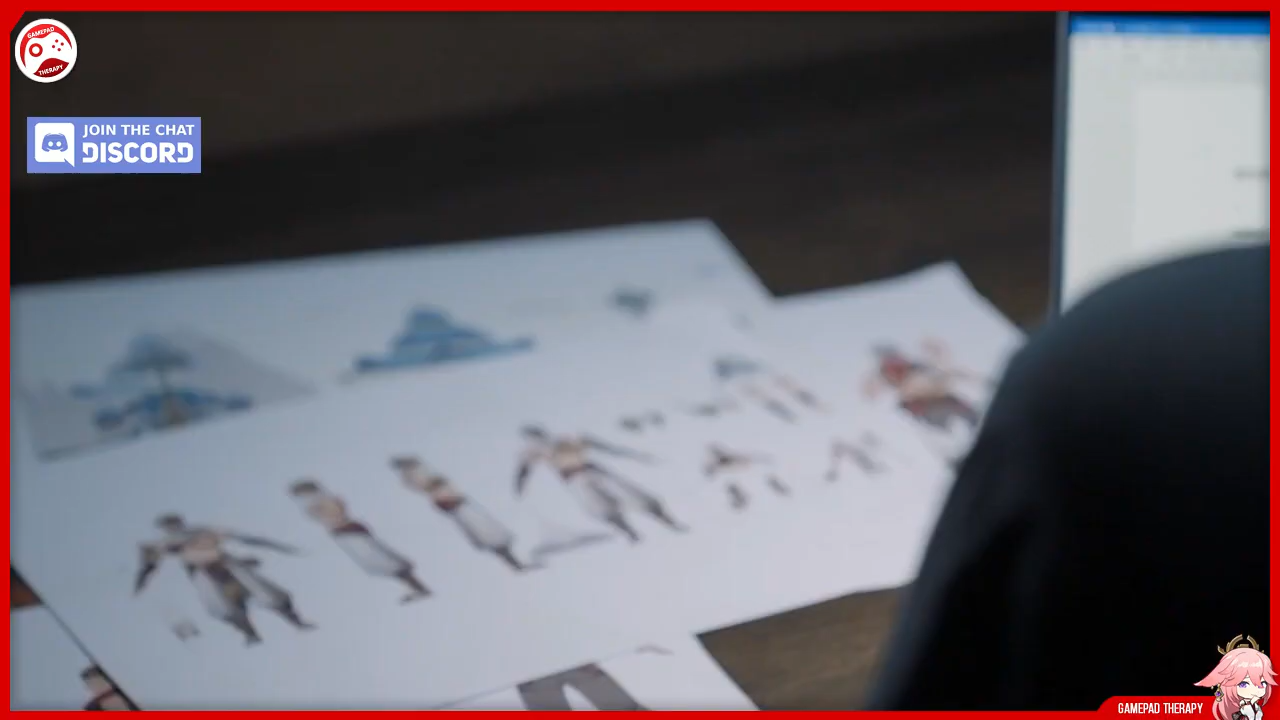 GAMEPAD
THERAPY
JOIN THE CHAT
DISCORD
GAMEPAD THERAPY